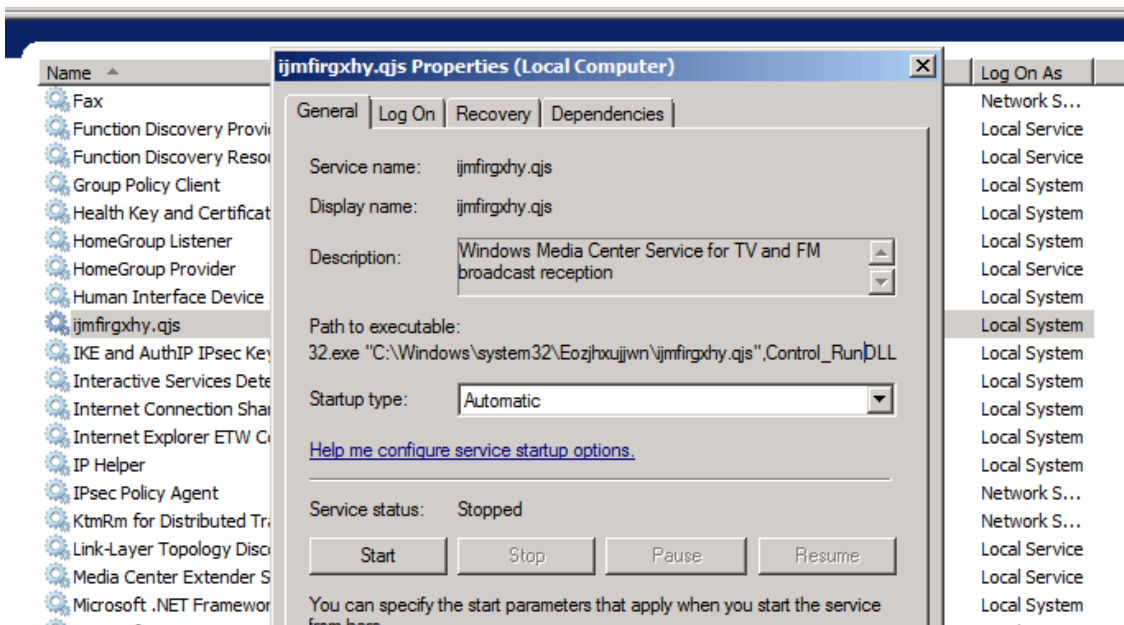 Name
Log On As
Fax
Network S...
Function Discovery Provi
Local Service
Function Discovery Resou
Local Service
Group Policy Client
Local System
Health Key and Certificat
Local System
HomeGroup Listener
Local System
HomeGroup Provider
Local Service
Human Interface Device
Local System
ijmfirgxhy.qjs
Local System
IKE and AuthIP IPsec Key
Local System
Interactive Services Dete
Local System
Internet Connection Shar
Local System
Internet Explorer ETW Co
Local System
IP Helper
Local System
IPsec Policy Agent
Network S...
KtmRm for Distributed Tra
Network S...
Link-Layer Topology Disco
Local Service
Media Center Extender S
Local Service
Microsoft .NET Framewor
Local System
ijmfirgxhy.qjs Properties (Local Computer)
General Log On Recovery Dependencies
Service name: ijmfirgxhy.qjs
Display name: ijmfirgxhy.qjs
Description: Windows Media Center Service for TV and FM
broadcast reception
Path to executable:
32.exe "C:\Windows\system32\Eozjhxujjwn\ijmfirgxhy.qjs",Control_RunDLL
Startup type: Automatic
Help me configure service startup options.
Service status: Stopped
Start Stop Pause Resume
You can specify the start parameters that apply when you start the service
from here.